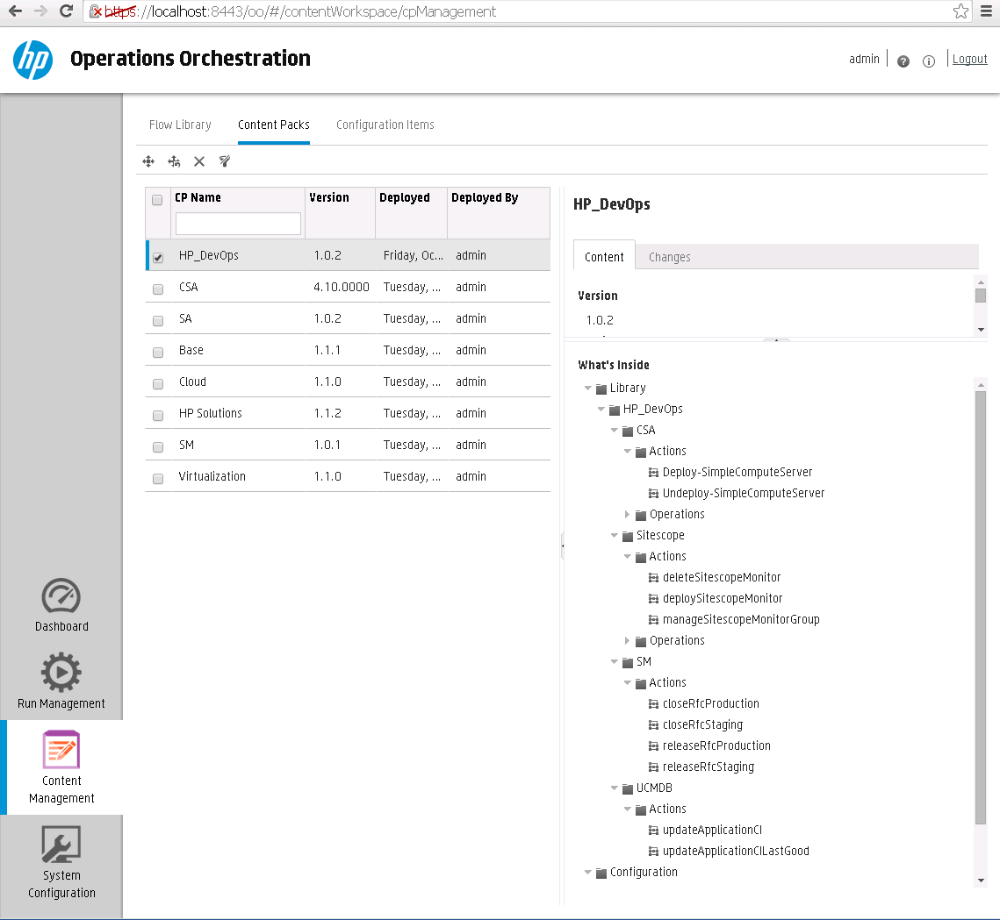 https://localhost:8443/oo/#/contentWorkspace/cpManagement
hp Operations Orchestration
admin ? i Logout
Flow Library Content Packs Configuration Items
CP Name Version Deployed Deployed By
HP_DevOps 1.0.2 Friday, Oc... admin
CSA 4.10.0000 Tuesday, ... admin
SA 1.0.2 Tuesday, ... admin
Base 1.1.1 Tuesday, ... admin
Cloud 1.1.0 Tuesday, ... admin
HP Solutions 1.1.2 Tuesday, ... admin
SM 1.0.1 Tuesday, ... admin
Virtualization 1.1.0 Tuesday, ... admin
HP_DevOps
Content Changes
Version
1.0.2
What's Inside
Library
HP_DevOps
CSA
Actions
Deploy-SimpleComputeServer
Undeploy-SimpleComputeServer
Operations
Sitescope
Actions
deleteSitescopeMonitor
deploySitescopeMonitor
manageSitescopeMonitorGroup
Operations
SM
Actions
closeRfcProduction
closeRfcStaging
releaseRfcProduction
releaseRfcStaging
UCMDB
Actions
updateApplicationCI
updateApplicationCILastGood
Configuration
Dashboard
Run Management
Content
Management
System
Configuration